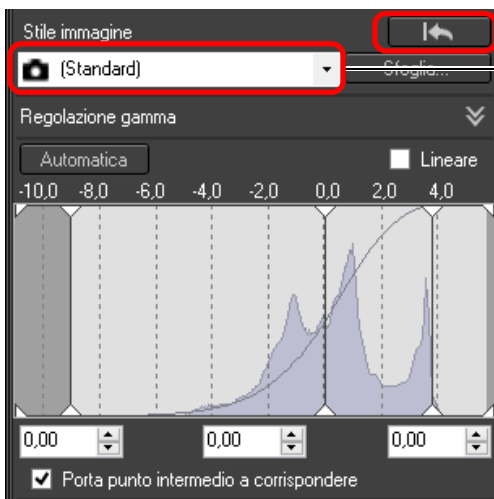 Stile immagine
(Standard)
Sfoglia...
Regolazione gamma
Automatica
Lineare
-10,0 -8,0 -6,0 -4,0 -2,0 0,0 2,0 4,0
0,00 0,00 0,00
Porta punto intermedio a corrispondere